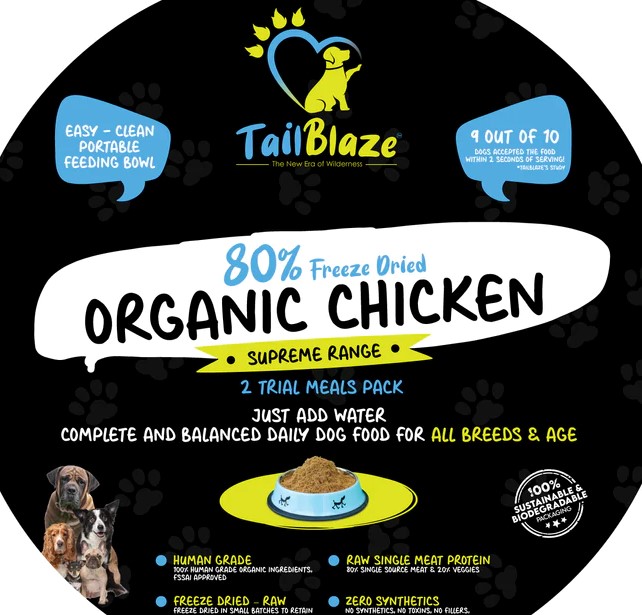 TailBlaze
The New Era of Wilderness
EASY - CLEAN
PORTABLE
FEEDING BOWL
9 OUT OF 10
DOGS ACCEPTED THE FOOD
WITHIN 2 SECONDS OF SERVING!
*TAILBLAZE'S STUDY
80% Freeze Dried
ORGANIC CHICKEN
• SUPREME RANGE •
2 TRIAL MEALS PACK
JUST ADD WATER
COMPLETE AND BALANCED DAILY DOG FOOD FOR ALL BREEDS & AGE
100%
SUSTAINABLE &
BIODEGRADABLE
PACKAGING
HUMAN GRADE
100% HUMAN GRADE ORGANIC INGREDIENTS,
FSSAI APPROVED
RAW SINGLE MEAT PROTEIN
80% SINGLE SOURCE MEAT & 20% VEGGIES
FREEZE DRIED - RAW
FREEZE DRIED IN SMALL BATCHES TO RETAIN
ZERO SYNTHETICS
NO SYNTHETICS, NO TOXINS, NO FILLERS,